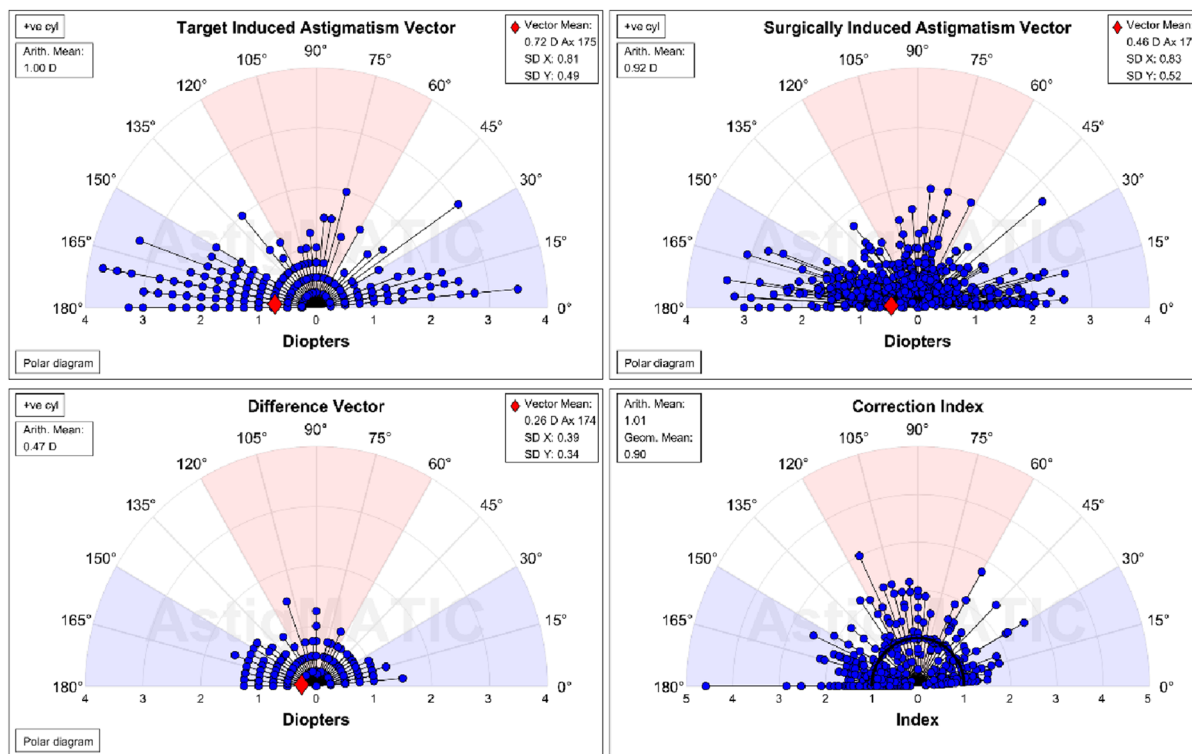 +ve cyl
Target Induced Astigmatism Vector
Vector Mean:
0.72 D Ax 175
SD X: 0.81
SD Y: 0.49
Arith. Mean:
1.00 D
90°
105° 75°
120° 60°
135° 45°
150° 30°
165° 15°
180° 0°
AstigMATIC
4 3 2 1 0 1 2 3 4
Diopters
Polar diagram
+ve cyl
Surgically Induced Astigmatism Vector
Vector Mean:
0.46 D Ax 17
SD X: 0.83
SD Y: 0.52
Arith. Mean:
0.92 D
90°
105° 75°
120° 60°
135° 45°
150° 30°
165° 15°
180° 0°
AstigMATIC
4 3 2 1 0 1 2 3 4
Diopters
Polar diagram
+ve cyl
Difference Vector
Vector Mean:
0.26 D Ax 174
SD X: 0.39
SD Y: 0.34
Arith. Mean:
0.47 D
90°
105° 75°
120° 60°
135° 45°
150° 30°
165° 15°
180° 0°
AstigMATIC
4 3 2 1 0 1 2 3 4
Diopters
Polar diagram
Correction Index
Arith. Mean:
1.01
Geom. Mean:
0.90
90°
105° 75°
120° 60°
135° 45°
150° 30°
165° 15°
180° 0°
AstigMATIC
5 4 3 2 1 0 1 2 3 4 5
Index